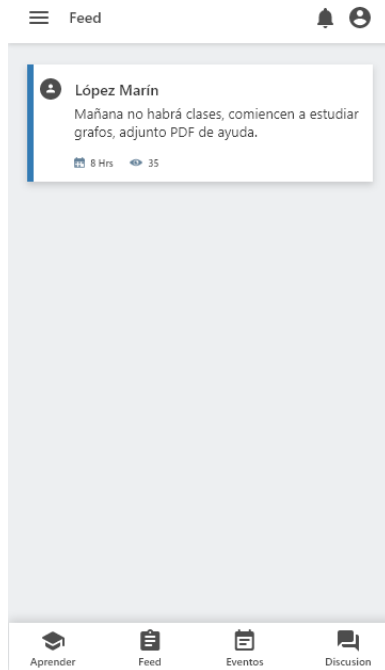 Feed
López Marín
Mañana no habrá clases, comiencen a estudiar
grafos, adjunto PDF de ayuda.
8 Hrs 35
Aprender Feed Eventos Discusion